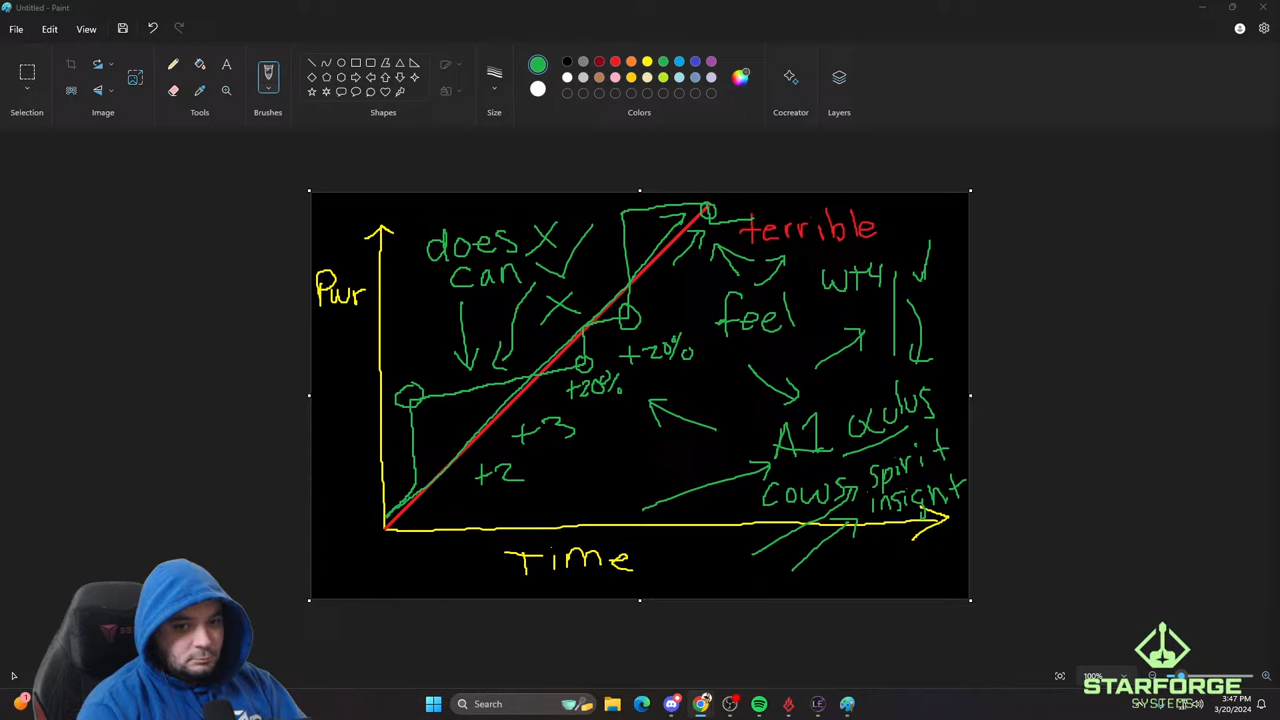 Untitled - Paint
File
Edit
View
Selection
Image
Tools
Brushes
Shapes
Size
Colors
Cocreator
Layers
Pwr
does X
can
X
terrible
WT4
feel
+20%
+20%
+3
+2
A1 oculus
cows
spirit
insight
Time
100%
STARFORGE
SYSTEMS
Search
3:47 PM
3/20/2024